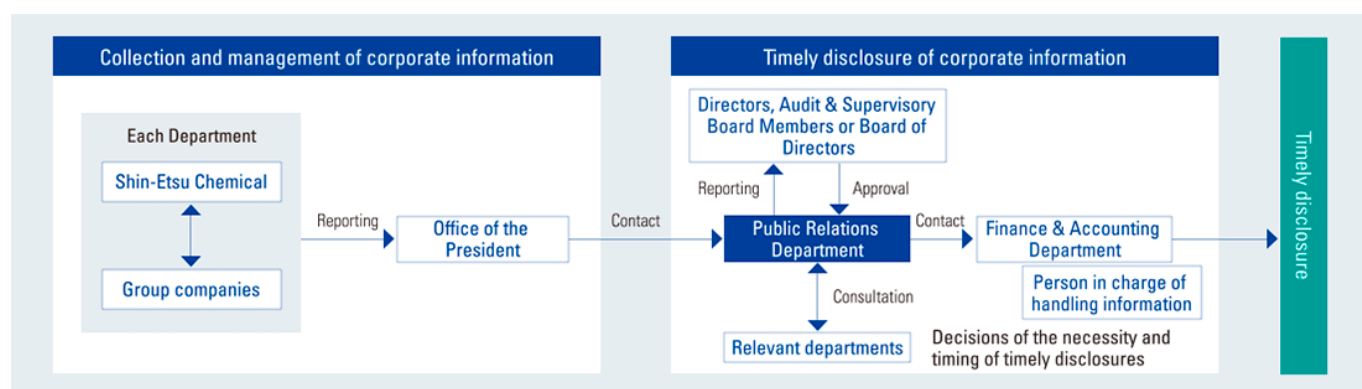 Collection and management of corporate information
Each Department
Shin-Etsu Chemical
Group companies
Reporting
Office of the
President
Contact
Timely disclosure of corporate information
Directors, Audit & Supervisory
Board Members or Board of
Directors
Reporting
Approval
Public Relations
Department
Contact
Finance & Accounting
Department
Person in charge of
handling information
Consultation
Relevant departments
Decisions of the necessity and
timing of timely disclosures
Timely disclosure